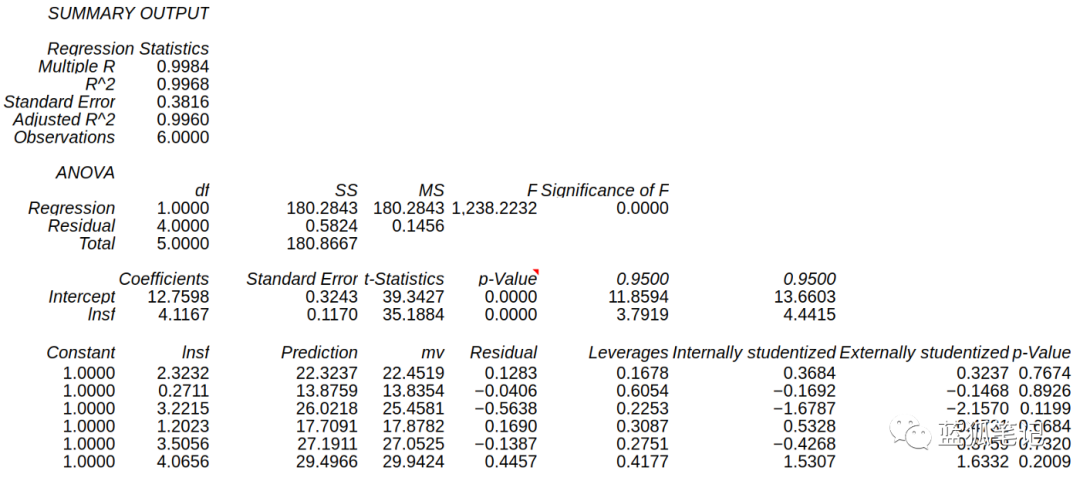 SUMMARY OUTPUT
Regression Statistics
Multiple R 0.9984
R^2 0.9968
Standard Error 0.3816
Adjusted R^2 0.9960
Observations 6.0000
ANOVA
df SS MS F Significance of F
Regression 1.0000 180.2843 180.2843 1,238.2232 0.0000
Residual 4.0000 0.5824 0.1456
Total 5.0000 180.8667
Coefficients Standard Error t-Statistics p-Value 0.9500 0.9500
Intercept 12.7598 0.3243 39.3427 0.0000 11.8594 13.6603
lnsf 4.1167 0.1170 35.1884 0.0000 3.7919 4.4415
Constant lnsf Prediction mv Residual Leverages Internally studentized Externally studentized p-Value
1.0000 2.3232 22.3237 22.4519 0.1283 0.1678 0.3684 0.3237 0.7674
1.0000 0.2711 13.8759 13.8354 −0.0406 0.6054 −0.1692 −0.1468 0.8926
1.0000 3.2215 26.0218 25.4581 −0.5638 0.2253 −1.6787 −2.1570 0.1199
1.0000 1.2023 17.7091 17.8782 0.1690 0.3087 0.5328
1.0000 3.5056 27.1911 27.0525 −0.1387 0.2751 −0.4268
1.0000 4.0656 29.4966 29.9424 0.4457 0.4177 1.5307 1.6332 0.2009
蓝狐笔记